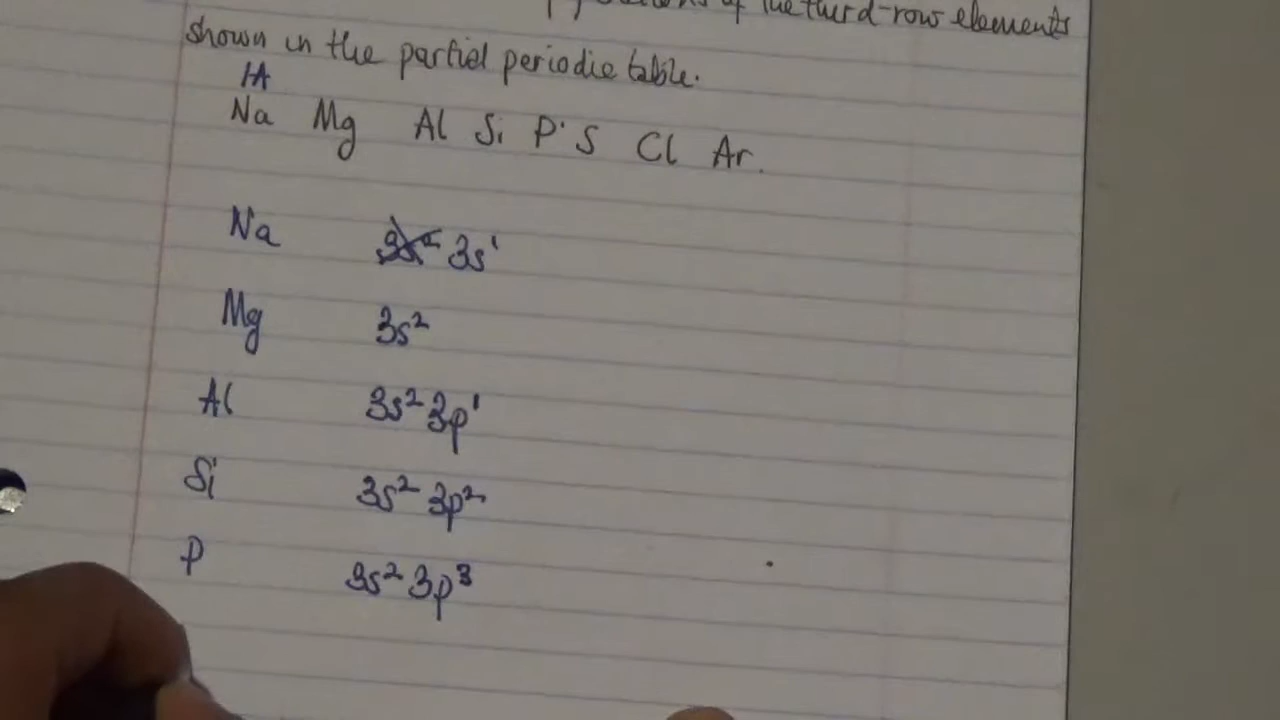 of the third-row elements
shown in the partial periodic table.
IA
Na Mg Al Si P S Cl Ar.
Na 3s¹
Mg 3s²
Al 3s² 3p¹
Si 3s² 3p²
P 3s² 3p³